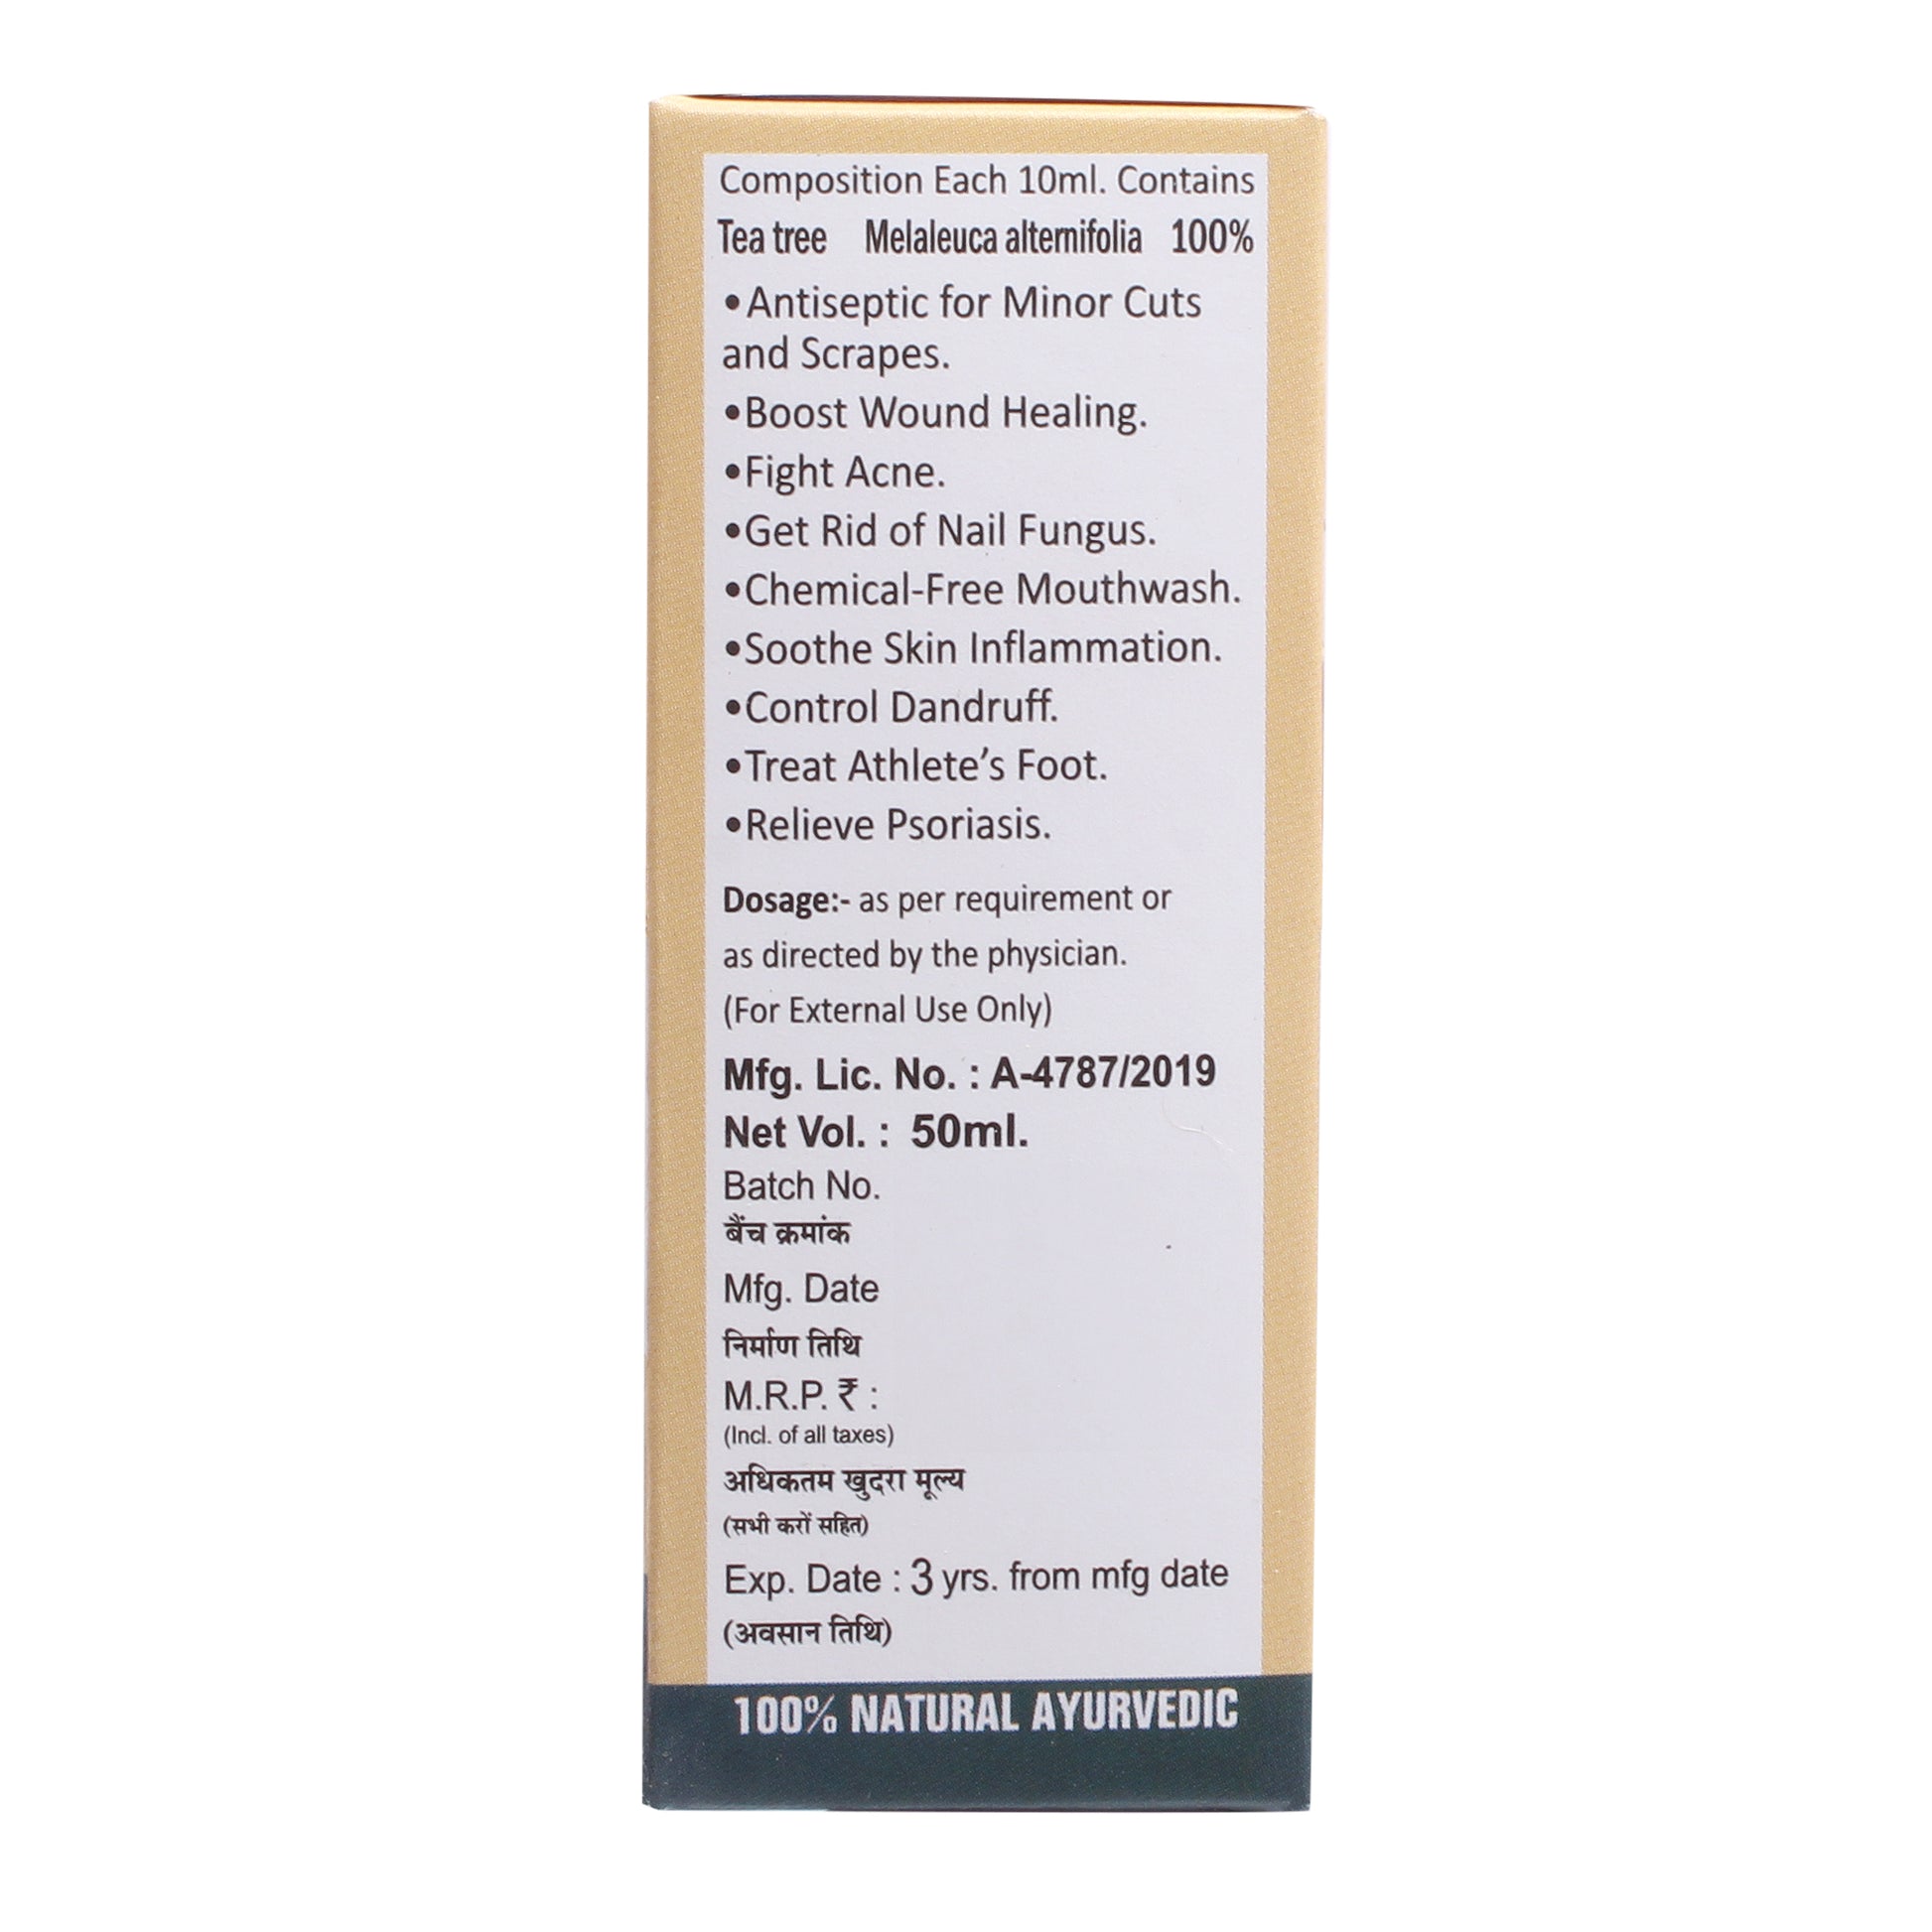 Composition Each 10ml. Contains
Tea tree Melaleuca alternifolia 100%
•Antiseptic for Minor Cuts
and Scrapes.
•Boost Wound Healing.
•Fight Acne.
•Get Rid of Nail Fungus.
•Chemical-Free Mouthwash.
•Soothe Skin Inflammation.
•Control Dandruff.
•Treat Athlete’s Foot.
•Relieve Psoriasis.
Dosage:- as per requirement or
as directed by the physician.
(For External Use Only)
Mfg. Lic. No. : A-4787/2019
Net Vol. : 50ml.
Batch No.
बैंच क्रमांक
Mfg. Date
निर्माण तिथि
M.R.P. ₹ :
(Incl. of all taxes)
अधिकतम खुदरा मूल्य
(सभी करों सहित)
Exp. Date : 3 yrs. from mfg date
(अवसान तिथि)
100% NATURAL AYURVEDIC